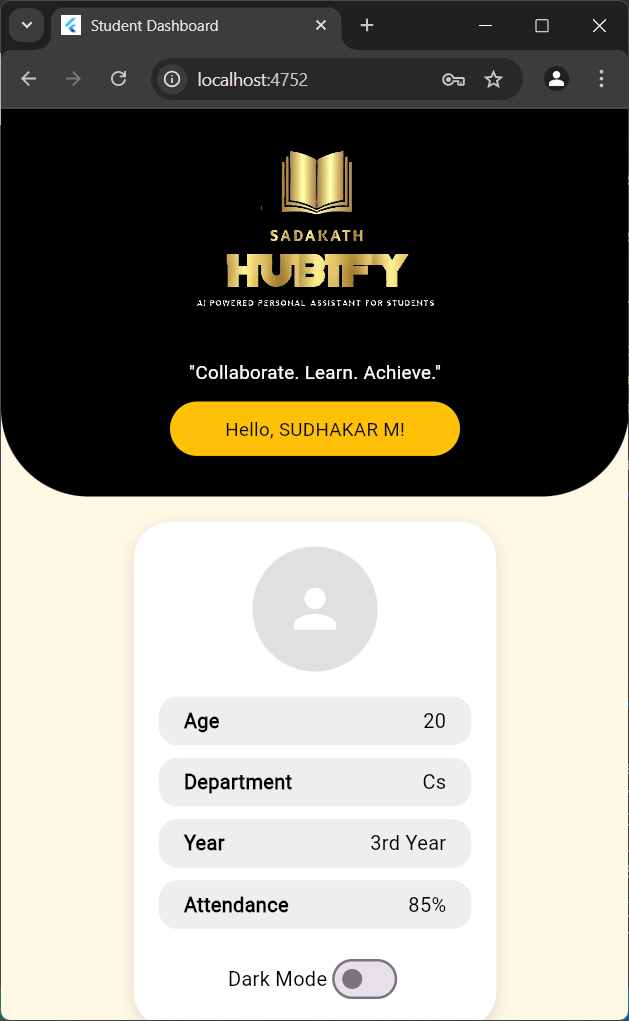 Student Dashboard
localhost:4752
SADAKATH
HUBIFY
AI POWERED PERSONAL ASSISTANT FOR STUDENTS
"Collaborate. Learn. Achieve."
Hello, SUDHAKAR M!
Age 20
Department Cs
Year 3rd Year
Attendance 85%
Dark Mode